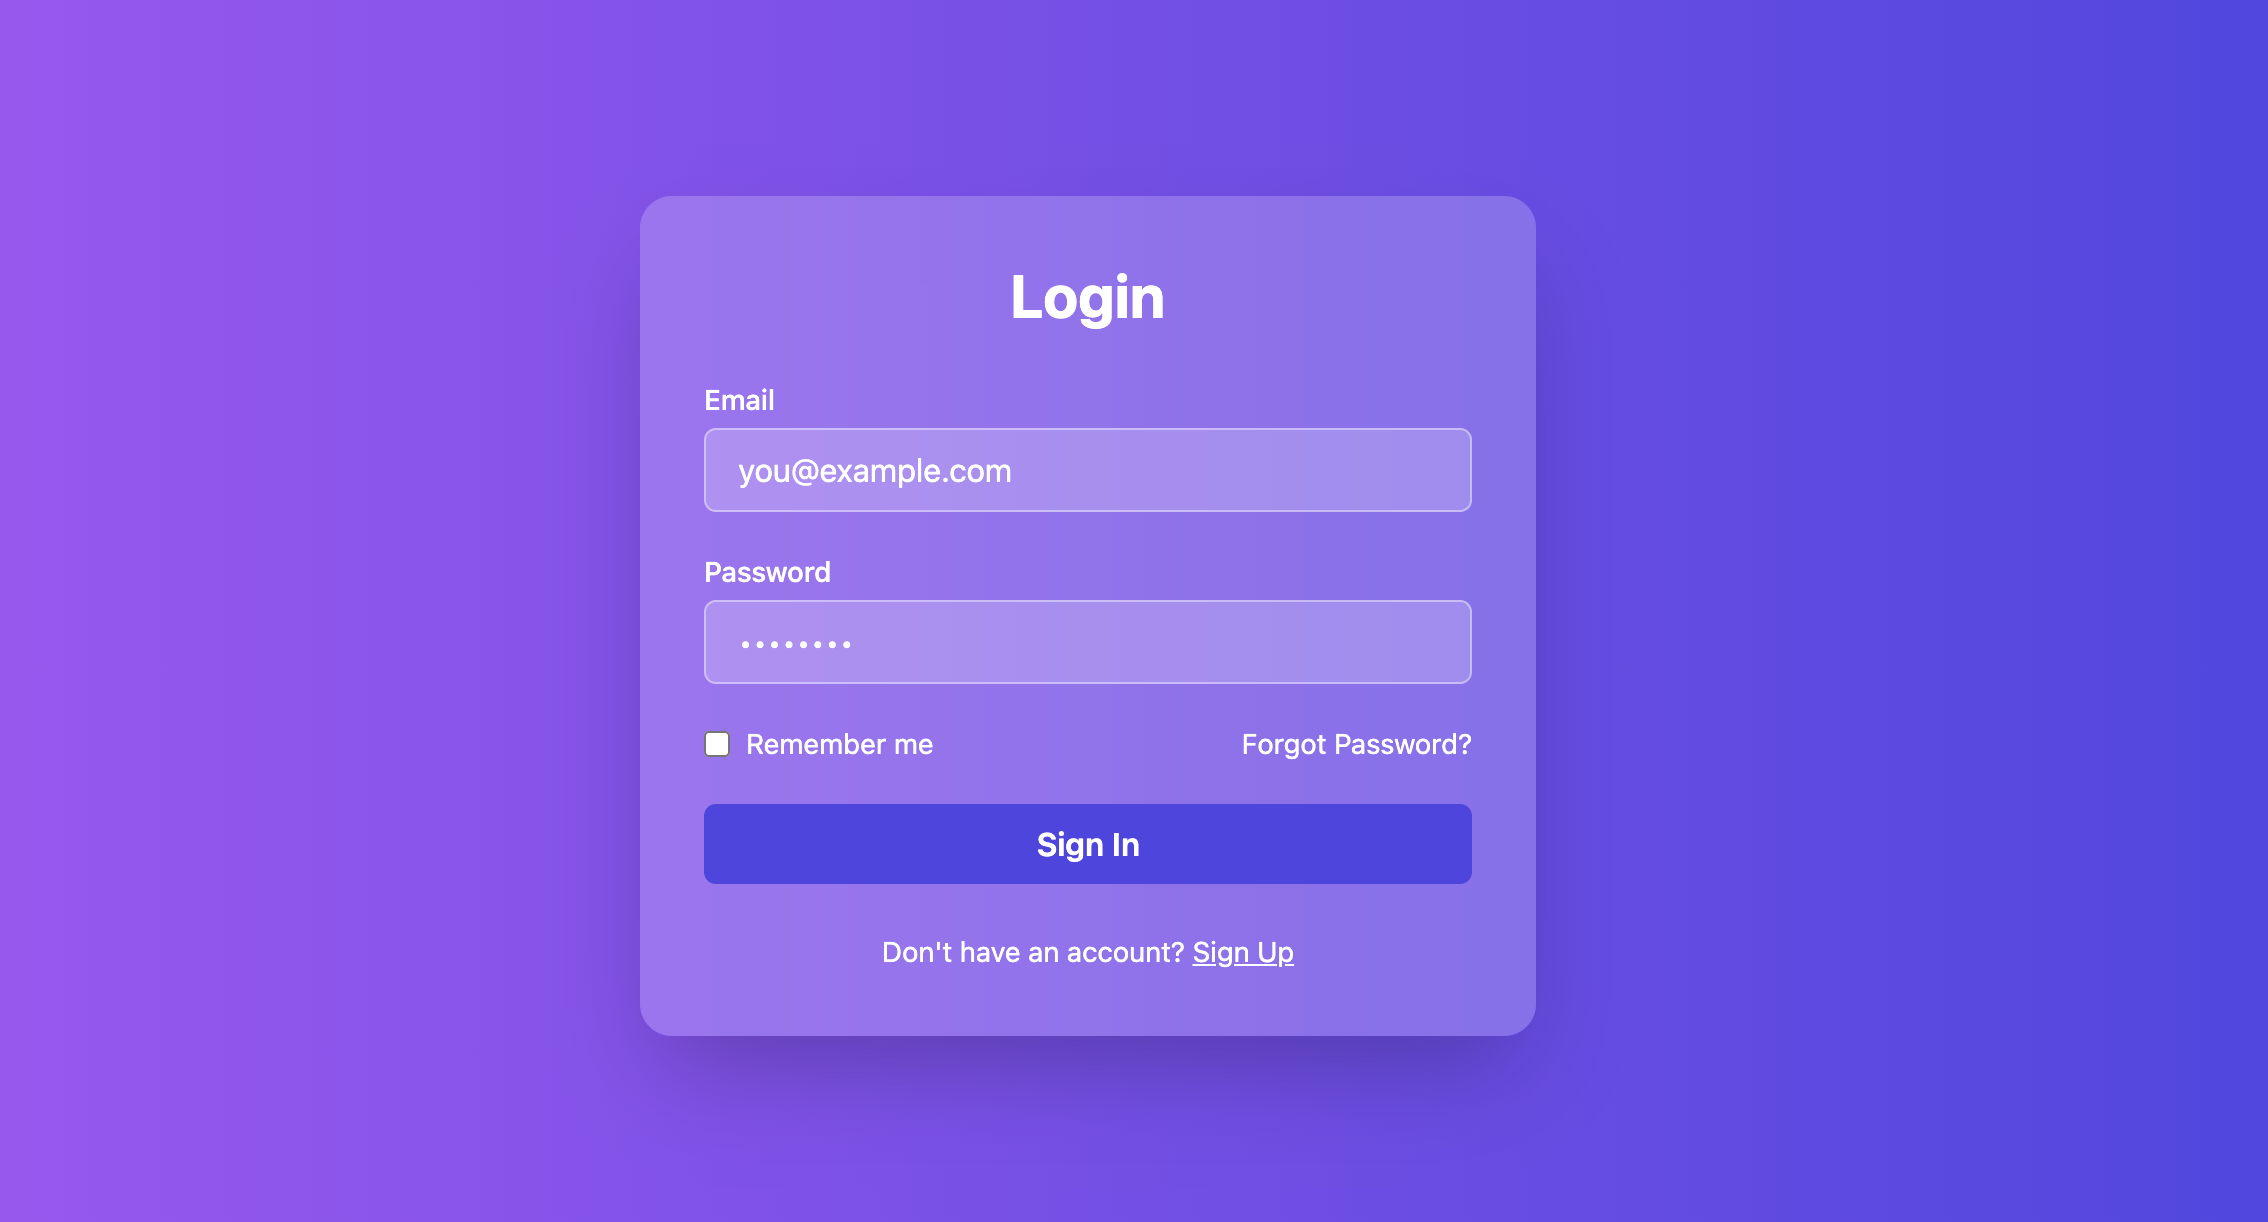 Login
Email
you@example.com
Password
••••••••
Remember me
Forgot Password?
Sign In
Don't have an account? Sign Up